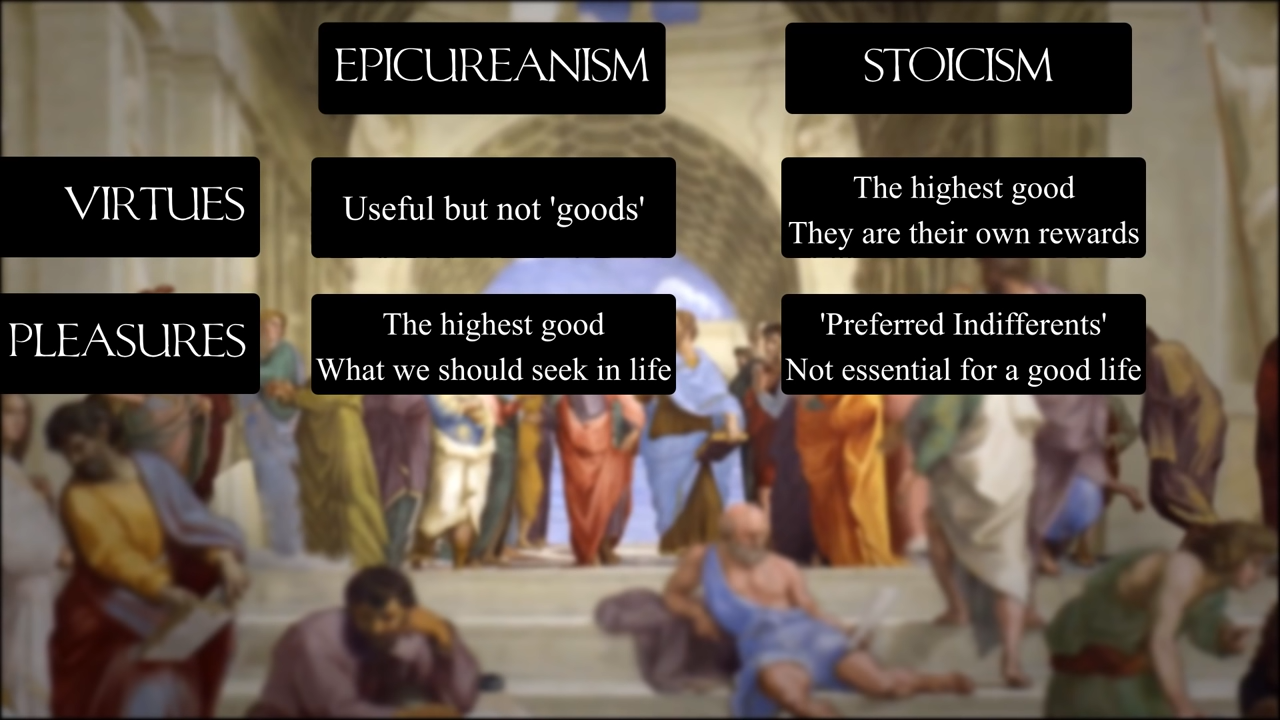 EPICUREANISM
STOICISM
VIRTUES
Useful but not 'goods'
The highest good
They are their own rewards
PLEASURES
The highest good
What we should seek in life
'Preferred Indifferents'
Not essential for a good life